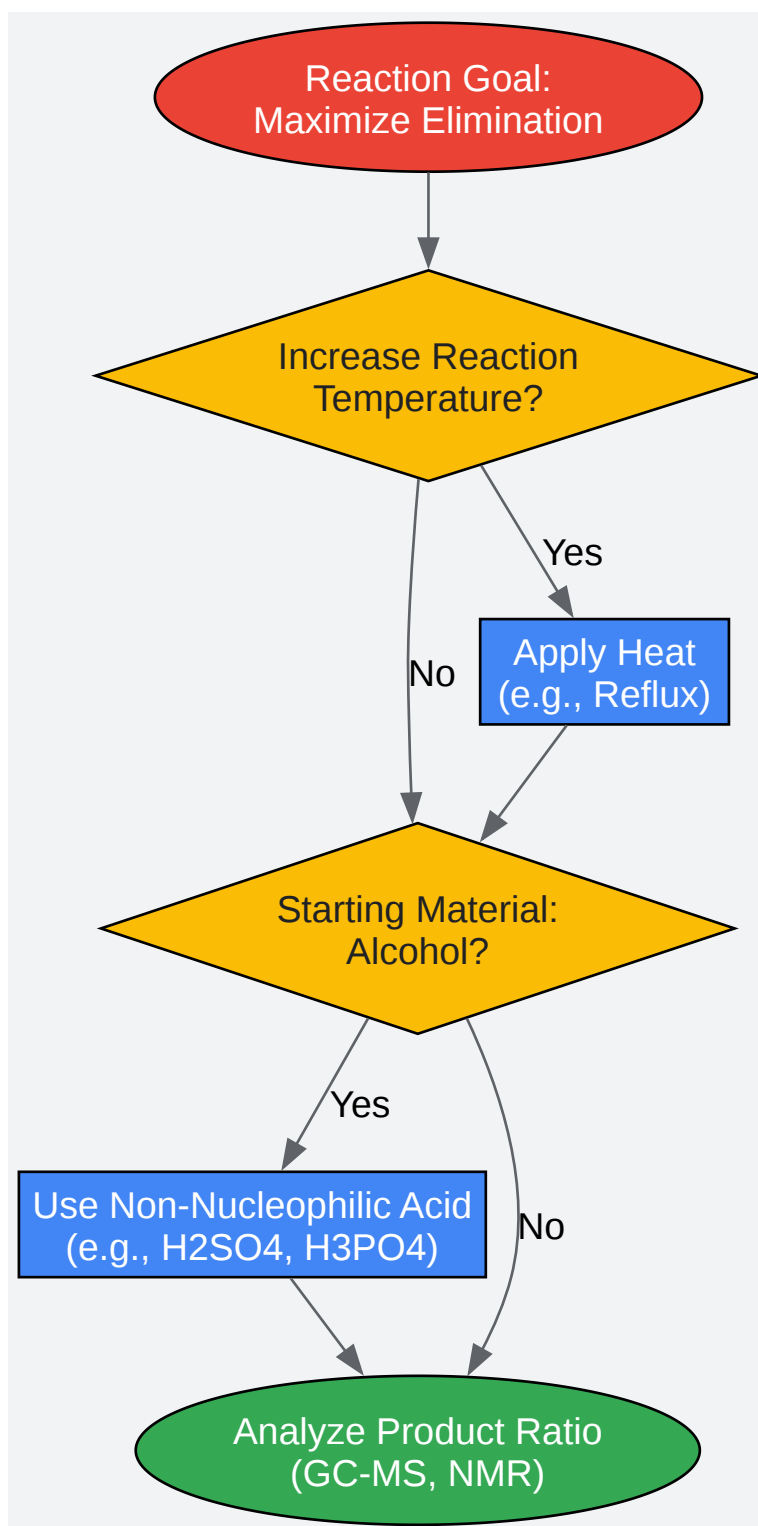 Reaction Goal:
Maximize Elimination
Increase Reaction
Temperature?
Yes
Apply Heat
(e.g., Reflux)
No
Starting Material:
Alcohol?
Yes
Use Non-Nucleophilic Acid
(e.g., H2SO4, H3PO4)
No
Analyze Product Ratio
(GC-MS, NMR)